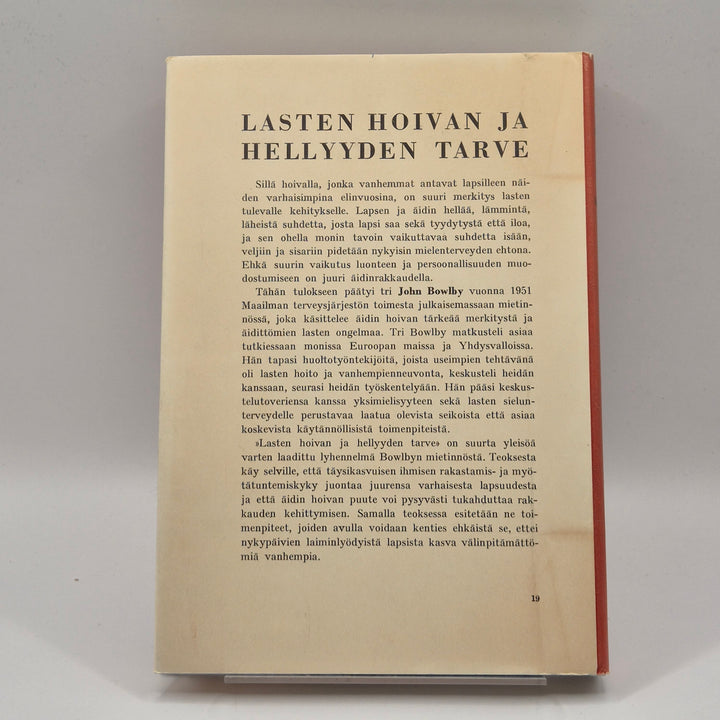 LASTEN HOIVAN JA
HELLYYDEN TARVE
Sillä hoivalla, jonka vanhemmat antavat lapsilleen näi-
den varhaisimpina elinvuosina, on suuri merkitys lasten
tulevalle kehitykselle. Lapsen ja äidin hellää, lämmintä,
läheistä suhdetta, josta lapsi saa sekä tyydytystä että iloa,
ja sen ohella monin tavoin vaikuttavaa suhdetta isään,
veljiin ja sisariin pidetään nykyisin mielenterveyden ehtona.
Ehkä suurin vaikutus luonteen ja persoonallisuuden muo-
dostumiseen on juuri äidinrakkaudella.
Tähän tulokseen päätyi tri John Bowlby vuonna 1951
Maailman terveysjärjestön toimesta julkaisemassaan mietin-
nössä, joka käsittelee äidin hoivan tärkeää merkitystä ja
äidittömien lasten ongelmaa. Tri Bowlby matkusteli asiaa
tutkiessaan monissa Euroopan maissa ja Yhdysvalloissa.
Hän tapasi huoltotyöntekijöitä, joista useimpien tehtävänä
oli lasten hoito ja vanhempienneuvonta, keskusteli heidän
kanssaan, seurasi heidän työskentelyään. Hän pääsi keskus-
telutoveriensa kanssa yksimielisyyteen sekä lasten sielun-
terveydelle perustavaa laatua olevista seikoista että asiaa
koskevista käytännöllisistä toimenpiteistä.
»Lasten hoivan ja hellyyden tarve» on suurta yleisöä
varten laadittu lyhennelmä Bowlbyn mietinnöstä. Teoksesta
käy selville, että täysikasvuisen ihmisen rakastamis- ja myö-
tätuntemiskyky juontaa juurensa varhaisesta lapsuudesta
ja että äidin hoivan puute voi pysyvästi tukahduttaa rak-
kauden kehittymisen. Samalla teoksessa esitetään ne toi-
menpiteet, joiden avulla voidaan kenties ehkäistä se, ettei
nykypäivien laiminlyödyistä lapsista kasva välinpitämättö-
miä vanhempia.
19